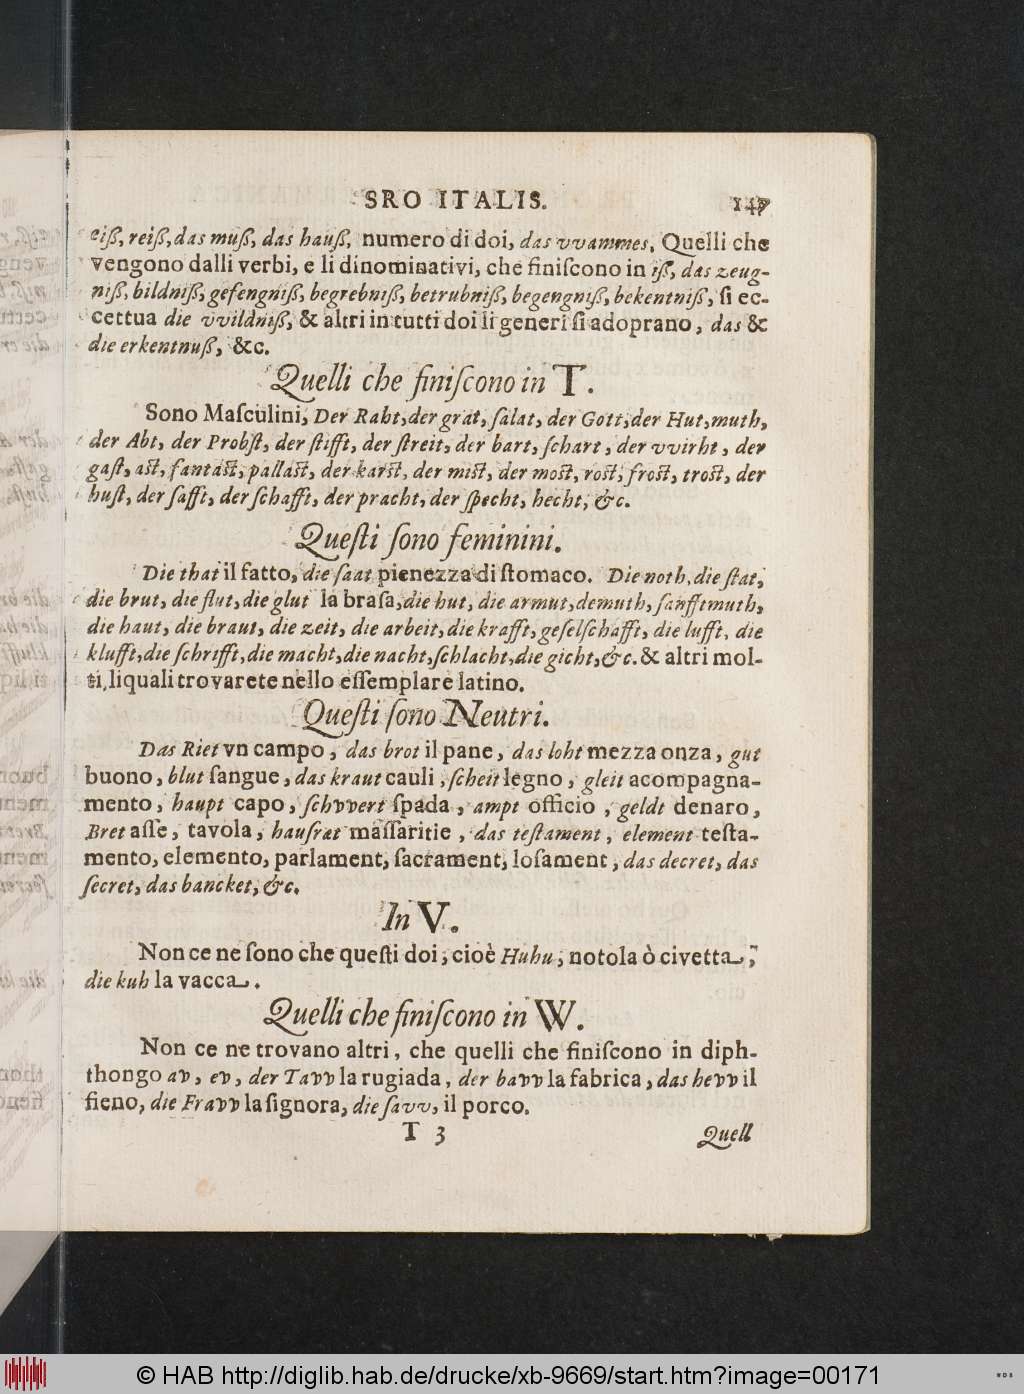 SRO ITALIS. 147
eiß, reiß, das muß, das hauß, numero di doi, das vvammes. Quelli che
vengono dalli verbi, e li dinominativi, che finiſcono in iß, das zeug-
niß, bildniß, gefengniß, begrebniß, betrubniß, begengniß, bekentniß, ſi ec-
cettua die vvildniß, & altri in tutti doi li generi ſi adoprano, das &
die erkentnuß, &c.
Quelli che finiſcono in T.
Sono Maſculini, Der Raht, der grat, ſalat, der Gott, der Hut, muth,
der Abt, der Probſt, der ſtifft, der ſtreit, der bart, ſchart, der vvirht, der
gaſt, aſt, fantaſt, pallaſt, der karſt, der miſt, der moſt, roſt, froſt, troſt, der
huſt, der ſafft, der ſchafft, der pracht, der ſpecht, hecht, &c.
Queſti ſono feminini.
Die that il fatto, die ſaat pienezza di ſtomaco. Die noth, die ſtat,
die brut, die flut, die glut la braſa, die hut, die armut, demuth, ſanfftmuth,
die haut, die braut, die zeit, die arbeit, die krafft, geſelſchafft, die lufft, die
klufft, die ſchrifft, die macht, die nacht, ſchlacht, die gicht, &c. & altri mol-
ti, li quali trovarete nello eſſemplare latino.
Queſti ſono Neutri.
Das Riet vn campo, das brot il pane, das loht mezza onza, gut
buono, blut ſangue, das kraut cauli, ſcheit legno, gleit acompagna-
mento, haupt capo, ſchvvert ſpada, ampt officio, geldt denaro,
Bret aſſe, tavola, hauſrat maſſaritie, das teſtament, element teſta-
mento, elemento, parlament, ſacrament, loſament, das decret, das
ſecret, das bancket, &c.
In V.
Non ce ne ſono che queſti doi, cioè Huhu, notola ò civetta,
die kuh la vacca.
Quelli che finiſcono in W.
Non ce ne trovano altri, che quelli che finiſcono in diph-
thongo av, ev, der Tavv la rugiada, der bavv la fabrica, das hevv il
fieno, die Fravv la ſignora, die ſavv, il porco.
T 3 Quell
© HAB http://diglib.hab.de/drucke/xb-9669/start.htm?image=00171